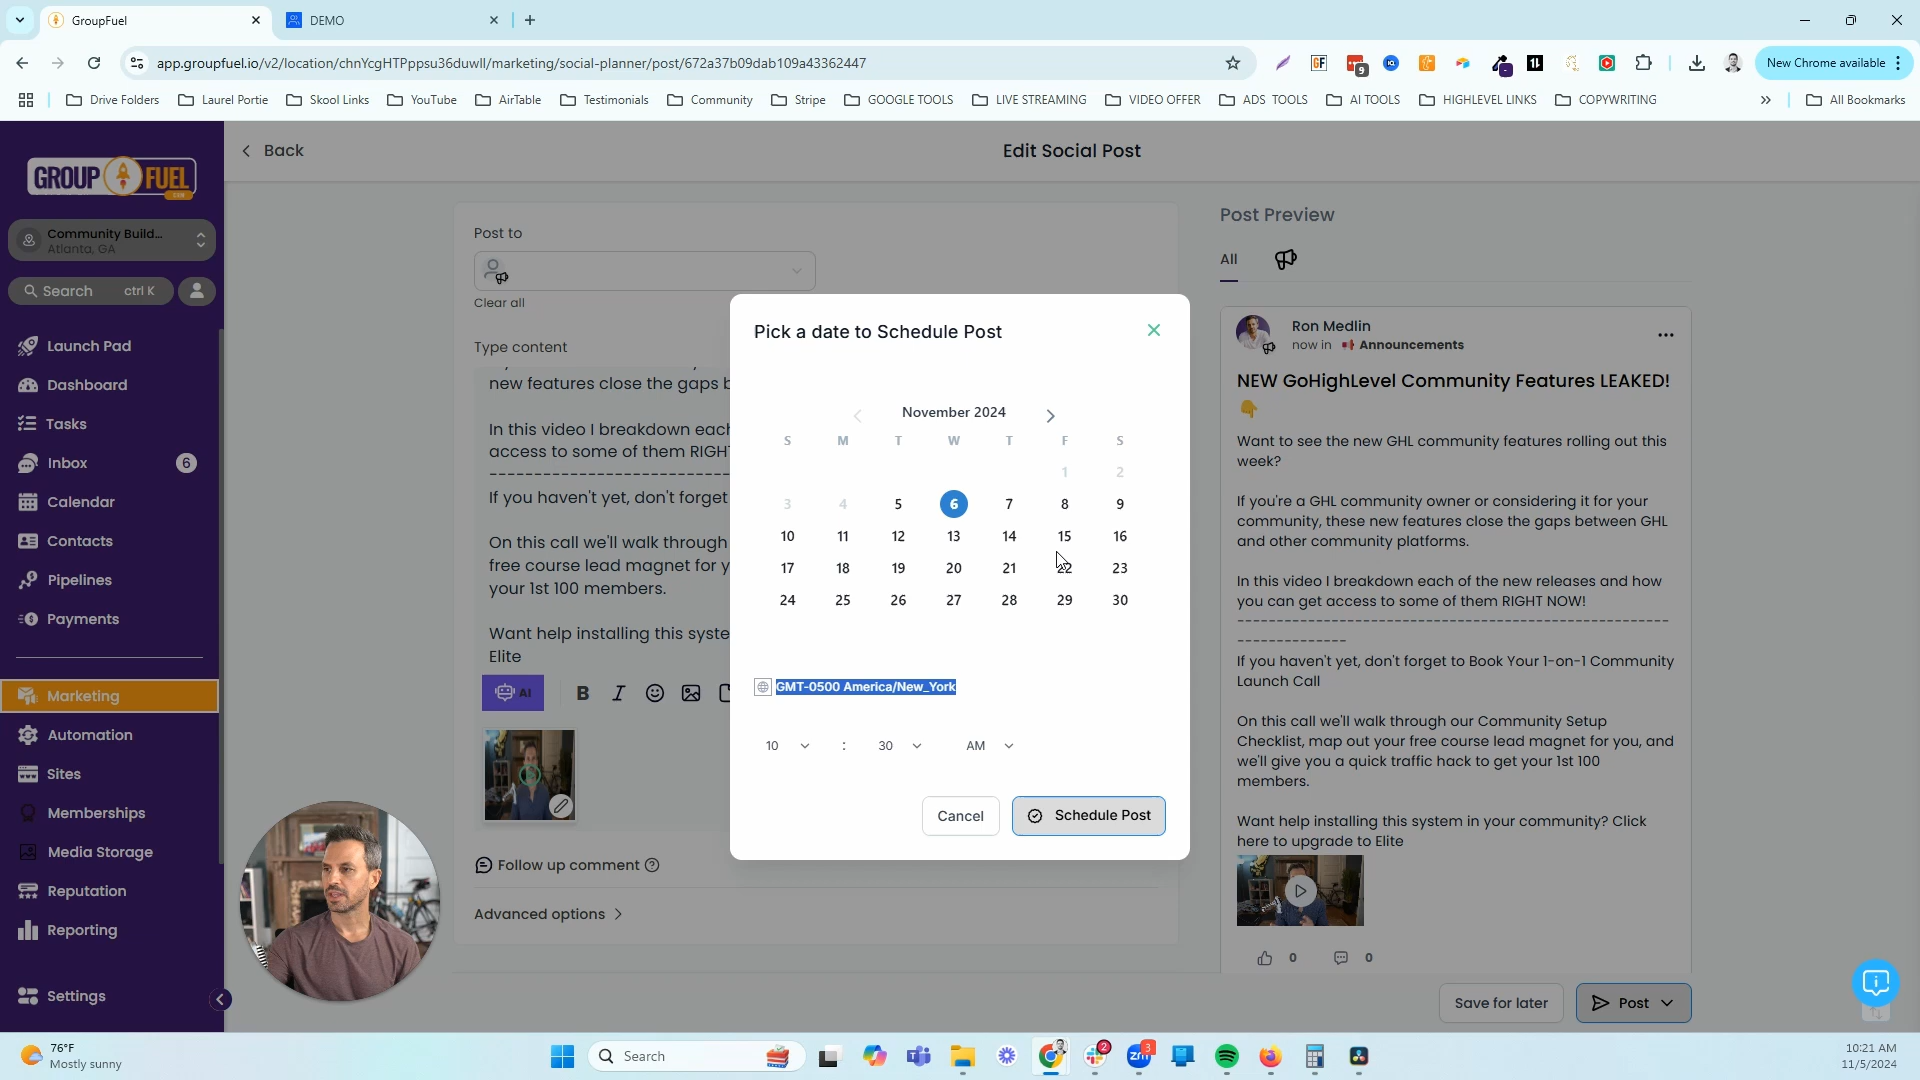 GroupFuel
DEMO
app.groupfuel.io/v2/location/chnYcgHTPppsu36duwll/marketing/social-planner/post/672a37b09dab109a43362447
New Chrome available
Drive Folders
Laurel Portie
Skool Links
YouTube
AirTable
Testimonials
Community
Stripe
GOOGLE TOOLS
LIVE STREAMING
VIDEO OFFER
ADS TOOLS
AI TOOLS
HIGHLEVEL LINKS
COPYWRITING
All Bookmarks
GROUP FUEL
.COM
Community Build...
Atlanta, GA
Search ctrl K
Launch Pad
Dashboard
Tasks
Inbox 6
Calendar
Contacts
Pipelines
Payments
Marketing
Automation
Sites
Memberships
Media Storage
Reputation
Reporting
Settings
Back
Edit Social Post
Post to
Clear all
Type content
new features close the gaps b
In this video I breakdown each
access to some of them RIGHT
If you haven't yet, don't forget
On this call we'll walk through
free course lead magnet for y
your 1st 100 members.
Want help installing this syste
Elite
AI
B I
Follow up comment
Advanced options
Pick a date to Schedule Post
November 2024
S M T W T F S
1 2
3 4 5 6 7 8 9
10 11 12 13 14 15 16
17 18 19 20 21 22 23
24 25 26 27 28 29 30
GMT-0500 America/New_York
10 : 30 AM
Cancel
Schedule Post
Post Preview
All
Ron Medlin
now in Announcements
NEW GoHighLevel Community Features LEAKED!
👇
Want to see the new GHL community features rolling out this
week?
If you're a GHL community owner or considering it for your
community, these new features close the gaps between GHL
and other community platforms.
In this video I breakdown each of the new releases and how
you can get access to some of them RIGHT NOW!
------------------------------------------------------
--------------
If you haven't yet, don't forget to Book Your 1-on-1 Community
Launch Call
On this call we'll walk through our Community Setup
Checklist, map out your free course lead magnet for you, and
we'll give you a quick traffic hack to get your 1st 100
members.
Want help installing this system in your community? Click
here to upgrade to Elite
0 0
Save for later
Post
76°F
Mostly sunny
Search
2
3
10:21 AM
11/5/2024